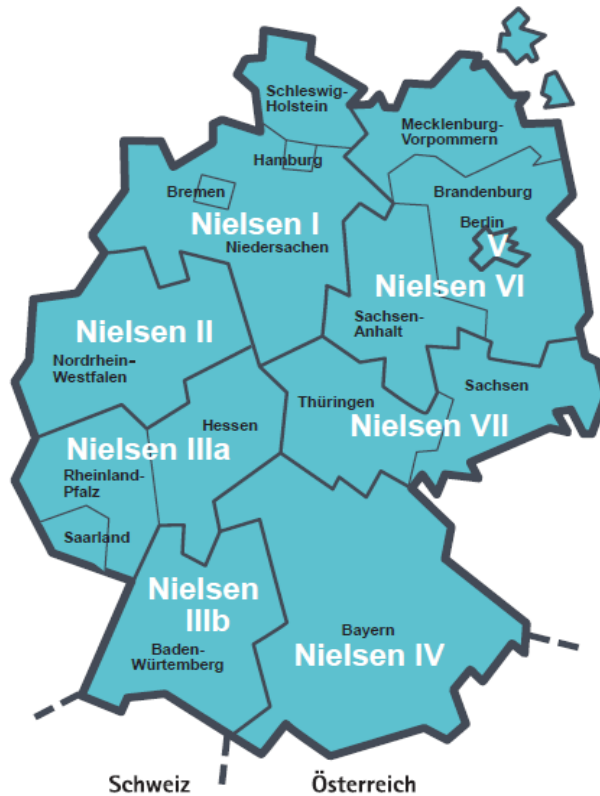 Schleswig-
Holstein
Mecklenburg-
Vorpommern
Hamburg
Bremen
Brandenburg
Berlin
Nielsen I
V
Niedersachen
Nielsen VI
Nielsen II
Sachsen-
Anhalt
Nordrhein-
Westfalen
Sachsen
Thüringen
Hessen
Nielsen VII
Nielsen IIIa
Rheinland-
Pfalz
Saarland
Nielsen
IIIb
Bayern
Baden-
Würtemberg
Nielsen IV
Schweiz
Österreich